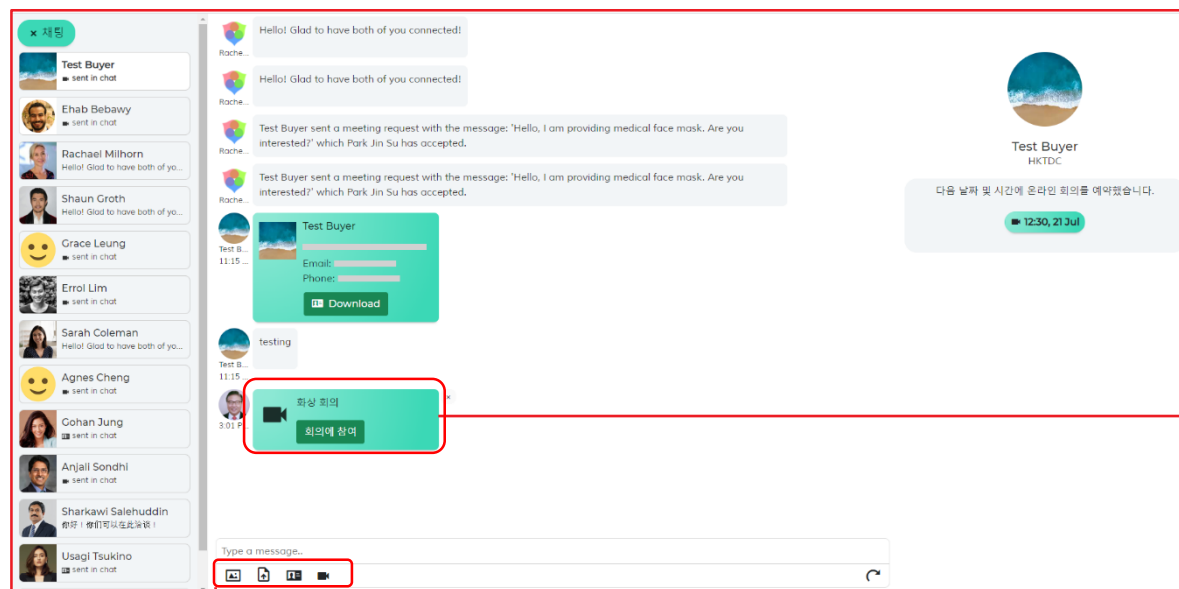 × 채팅
Test Buyer
sent in chat
Ehab Bebawy
sent in chat
Rachael Milhorn
Hello! Glad to have both of yo...
Shaun Groth
Hello! Glad to have both of yo...
Grace Leung
sent in chat
Errol Lim
sent in chat
Sarah Coleman
Hello! Glad to have both of yo...
Agnes Cheng
sent in chat
Gohan Jung
sent in chat
Anjali Sondhi
sent in chat
Sharkawi Salehuddin
你好！你们可以在此洽谈！
Usagi Tsukino
sent in chat
Hello! Glad to have both of you connected!
Rache...
Hello! Glad to have both of you connected!
Rache...
Test Buyer sent a meeting request with the message: 'Hello, I am providing medical face mask. Are you
interested?' which Park Jin Su has accepted.
Rache...
Test Buyer sent a meeting request with the message: 'Hello, I am providing medical face mask. Are you
interested?' which Park Jin Su has accepted.
Rache...
Test Buyer
Email:
Phone:
Download
Test B...
11:15 ...
testing
Test B...
11:15 ...
화상 회의
회의에 참여
×
3:01 P...
Type a message..
Test Buyer
HKTDC
다음 날짜 및 시간에 온라인 회의를 예약했습니다.
12:30, 21 Jul